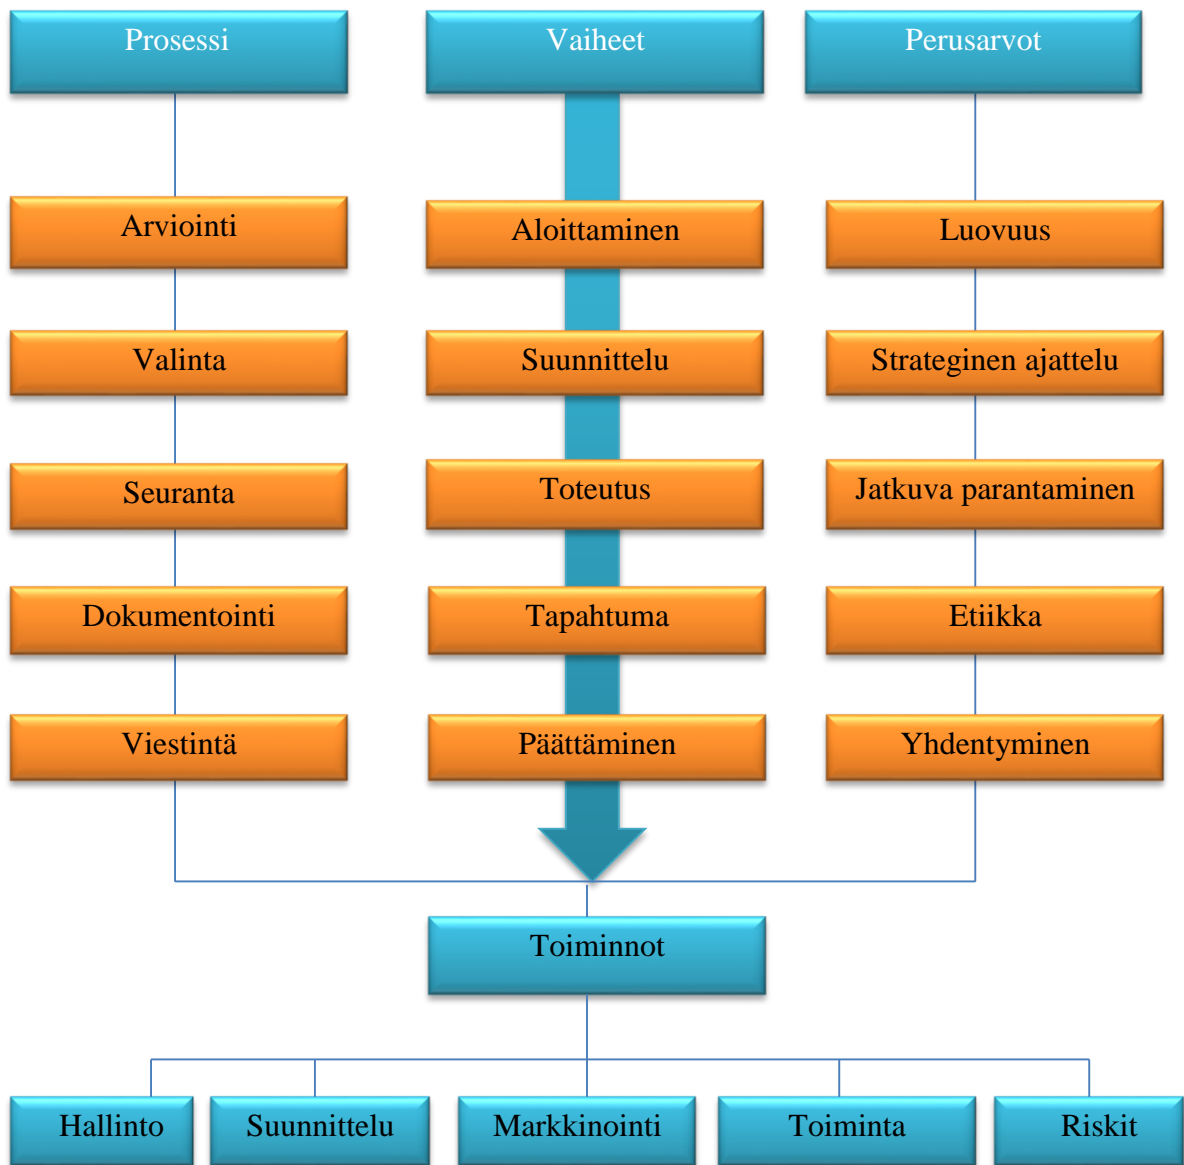 Prosessi
Vaiheet
Perusarvot
Arviointi
Aloittaminen
Luovuus
Valinta
Suunnittelu
Strateginen ajattelu
Seuranta
Toteutus
Jatkuva parantaminen
Dokumentointi
Tapahtuma
Etiikka
Viestintä
Päättäminen
Yhdentyminen
Toiminnot
Hallinto
Suunnittelu
Markkinointi
Toiminta
Riskit